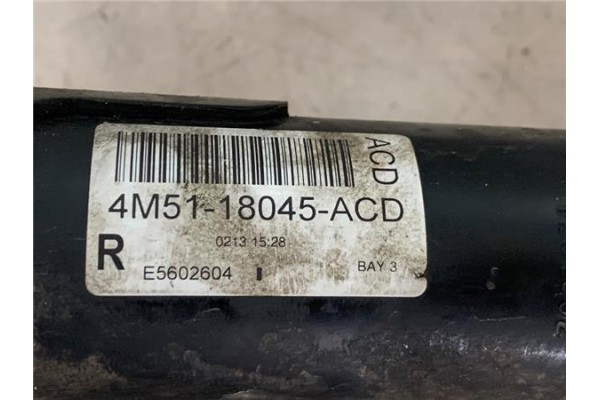 ACD
4M51-18045-ACD
0213 15:28
R
E5602604
BAY 3